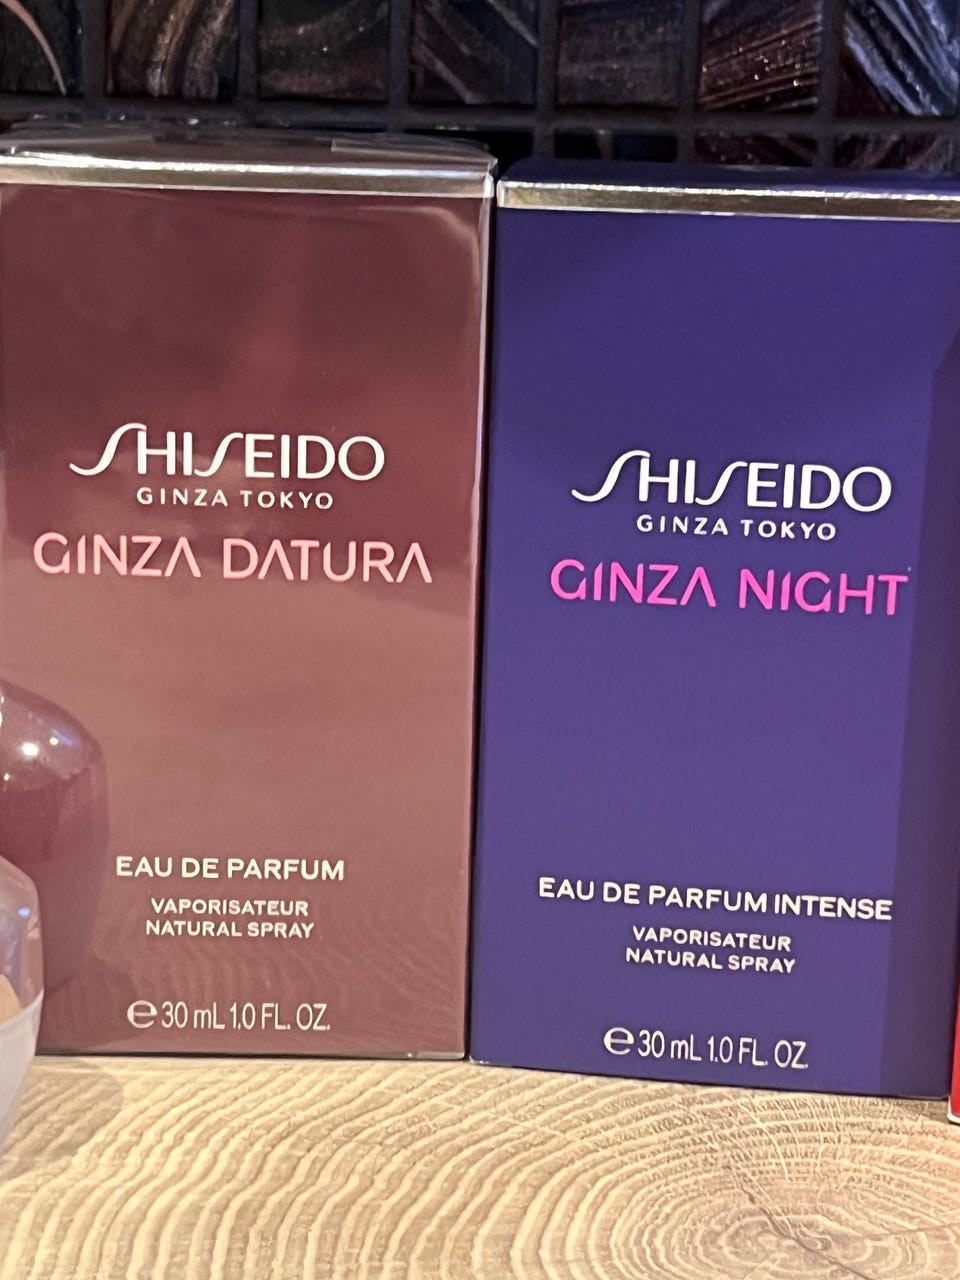 SHISEIDO
GINZA TOKYO
GINZA DATURA
EAU DE PARFUM
VAPORISATEUR
NATURAL SPRAY
e 30 mL 1.0 FL. OZ.
SHISEIDO
GINZA TOKYO
GINZA NIGHT
EAU DE PARFUM INTENSE
VAPORISATEUR
NATURAL SPRAY
e 30 mL 1.0 FL. OZ.